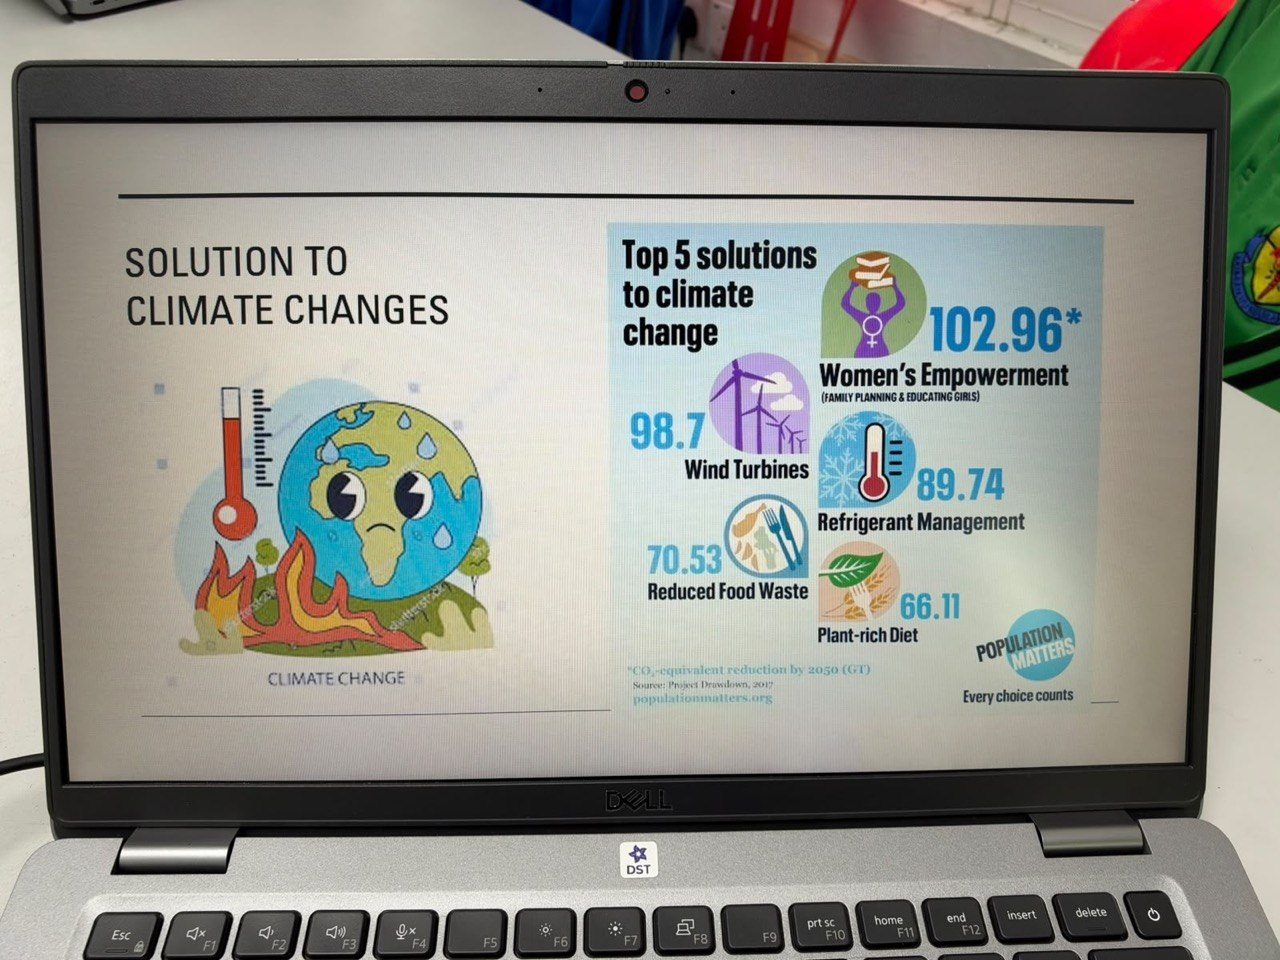 SOLUTION TO
CLIMATE CHANGES
CLIMATE CHANGE
Top 5 solutions
to climate
change
102.96*
Women's Empowerment
(FAMILY PLANNING & EDUCATING GIRLS)
98.7
Wind Turbines
89.74
Refrigerant Management
70.53
Reduced Food Waste
66.11
Plant-rich Diet
*CO₂-equivalent reduction by 2050 (GT)
Source: Project Drawdown, 2017
populationmatters.org
POPULATION
MATTERS
Every choice counts
DELL
DST
Esc
F1
F2
F3
F4
F5
F6
F7
F8
F9
prt sc
F10
home
F11
end
F12
insert
delete